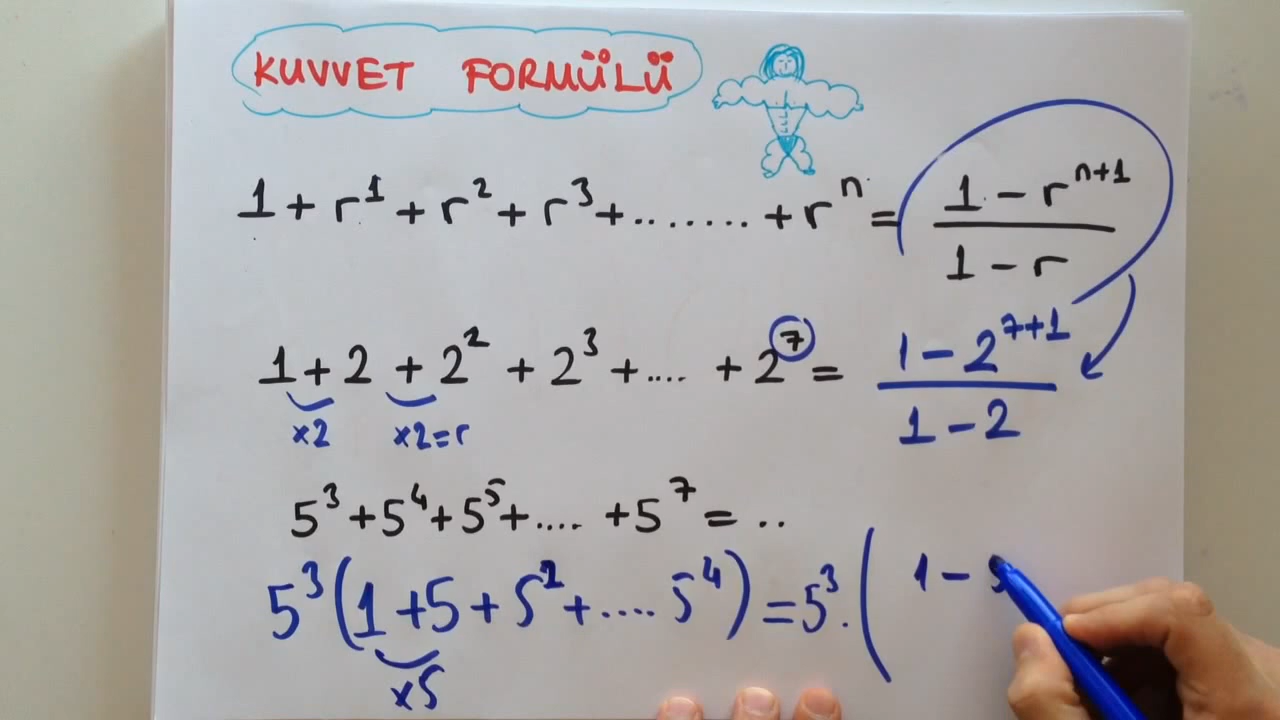 KUVVET FORMÜLÜ
1 + r¹ + r² + r³ + ........ + rⁿ = (1 - rⁿ⁺¹)/(1 - r)
1 + 2 + 2² + 2³ + .... + 2⁷ = (1 - 2⁷⁺¹)/(1 - 2)
×2 ×2=r
5³ + 5⁴ + 5⁵ + .... + 5⁷ = ..
5³(1 + 5 + 5² + .... 5⁴) = 5³.( 1 -
×5